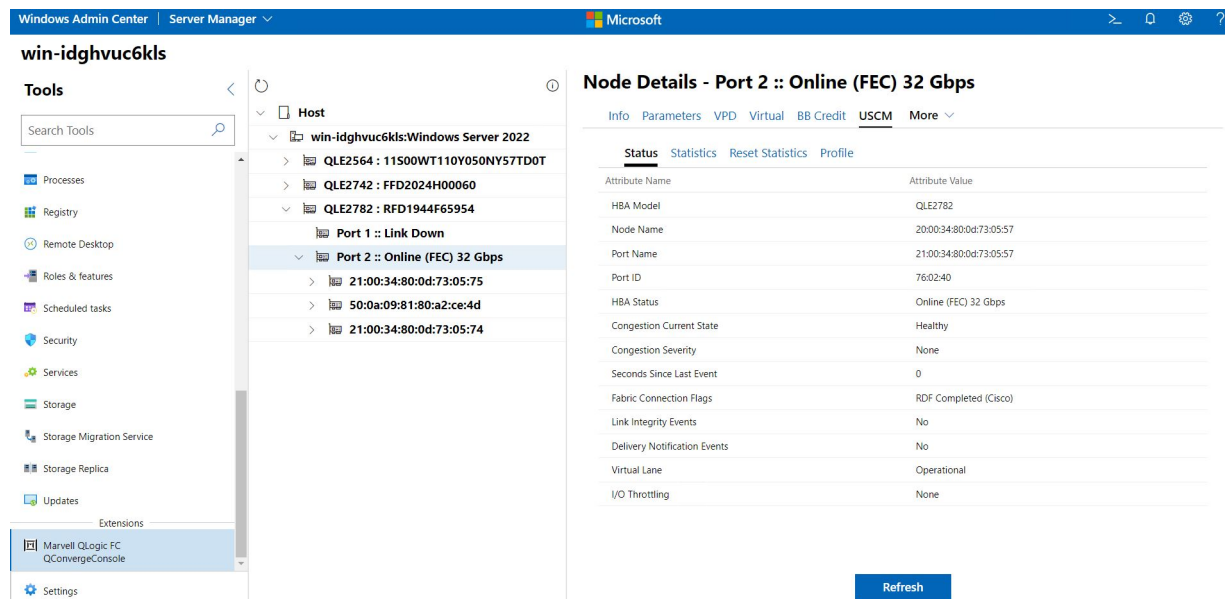 Windows Admin Center | Server Manager
Microsoft
win-idghvuc6kls
Tools
Search Tools
Processes
Registry
Remote Desktop
Roles & features
Scheduled tasks
Security
Services
Storage
Storage Migration Service
Storage Replica
Updates
Extensions
Marvell QLogic FC
QConvergeConsole
Settings
Host
win-idghvuc6kls:Windows Server 2022
QLE2564 : 11S00WT110Y050NY57TD0T
QLE2742 : FFD2024H00060
QLE2782 : RFD1944F65954
Port 1 :: Link Down
Port 2 :: Online (FEC) 32 Gbps
21:00:34:80:0d:73:05:75
50:0a:09:81:80:a2:ce:4d
21:00:34:80:0d:73:05:74
Node Details - Port 2 :: Online (FEC) 32 Gbps
Info Parameters VPD Virtual BB Credit USCM More
Status Statistics Reset Statistics Profile
Attribute Name Attribute Value
HBA Model QLE2782
Node Name 20:00:34:80:0d:73:05:57
Port Name 21:00:34:80:0d:73:05:57
Port ID 76:02:40
HBA Status Online (FEC) 32 Gbps
Congestion Current State Healthy
Congestion Severity None
Seconds Since Last Event 0
Fabric Connection Flags RDF Completed (Cisco)
Link Integrity Events No
Delivery Notification Events No
Virtual Lane Operational
I/O Throttling None
Refresh